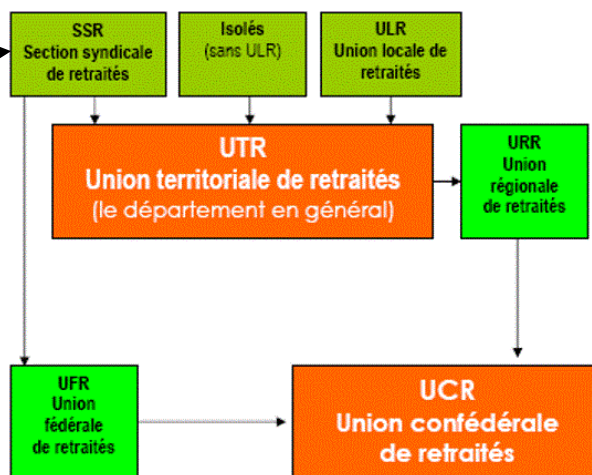 SSR
Section syndicale
de retraités
Isolés
(sans ULR)
ULR
Union locale de
retraités
UTR
Union territoriale de retraités
(le département en général)
URR
Union
régionale
de retraités
UFR
Union
fédérale
de retraités
UCR
Union confédérale
de retraités